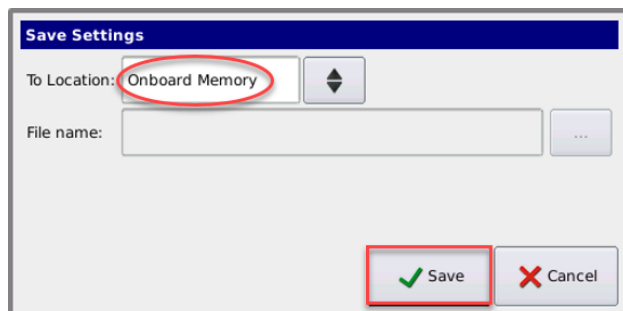 Save Settings
To Location: Onboard Memory
File name:
...
Save Cancel